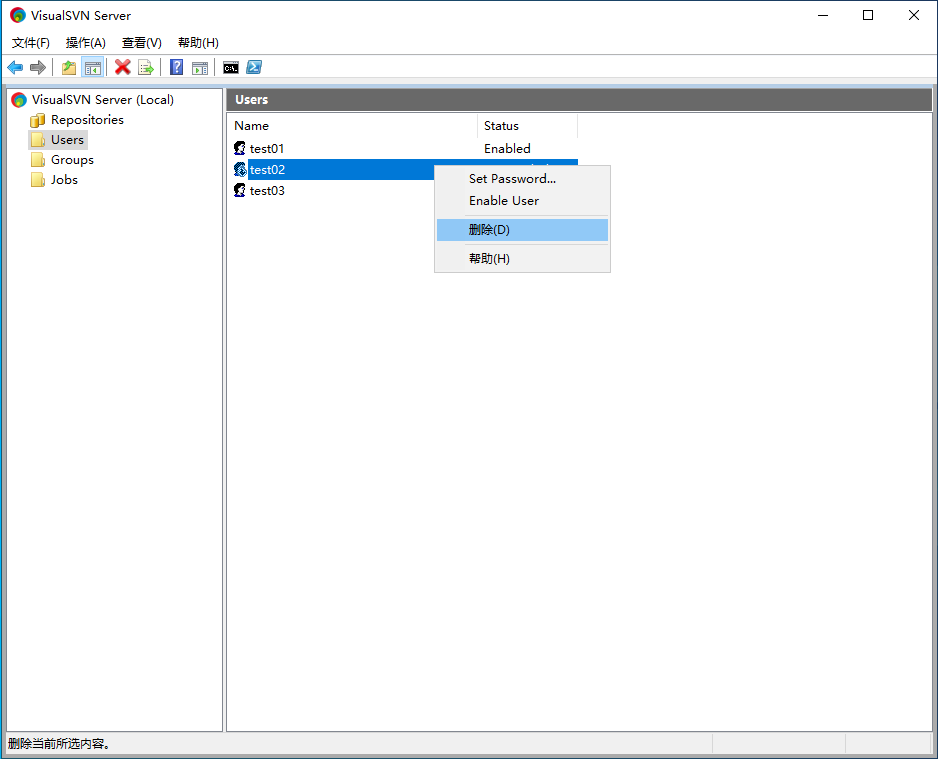 VisualSVN Server
文件(F) 操作(A) 查看(V) 帮助(H)
VisualSVN Server (Local)
Repositories
Users
Groups
Jobs
Users
Name Status
test01 Enabled
test02
test03
Set Password...
Enable User
删除(D)
帮助(H)
删除当前所选内容。